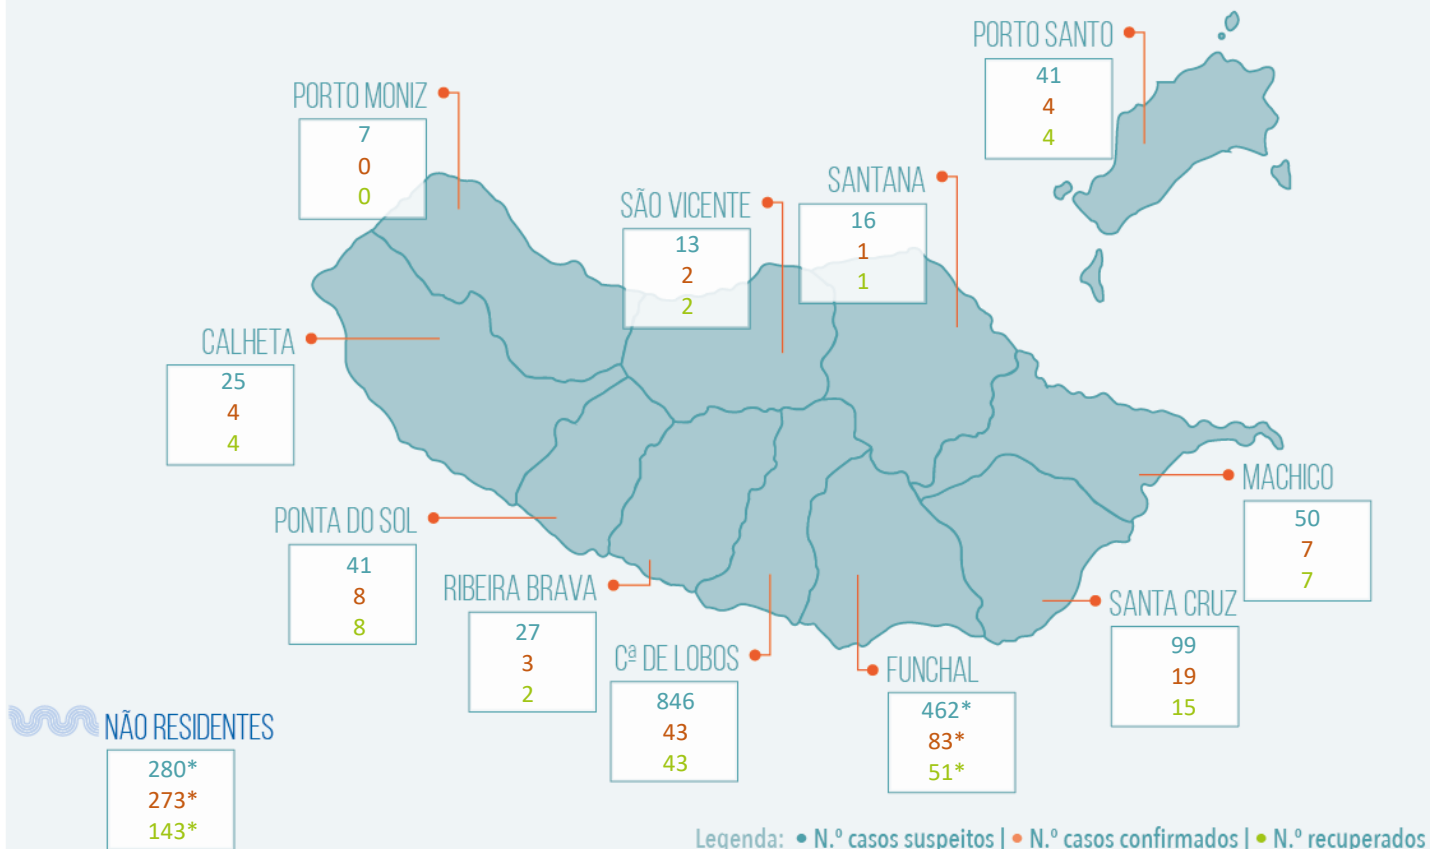 PORTO SANTO
41
4
4
PORTO MONIZ
7
0
0
SANTANA
16
1
1
SÃO VICENTE
13
2
2
CALHETA
25
4
4
MACHICO
50
7
7
PONTA DO SOL
41
8
8
RIBEIRA BRAVA
27
3
2
SANTA CRUZ
99
19
15
Cª DE LOBOS
846
43
43
FUNCHAL
462*
83*
51*
NÃO RESIDENTES
280*
273*
143*
Legenda: • N.º casos suspeitos | • N.º casos confirmados | • N.º recuperados